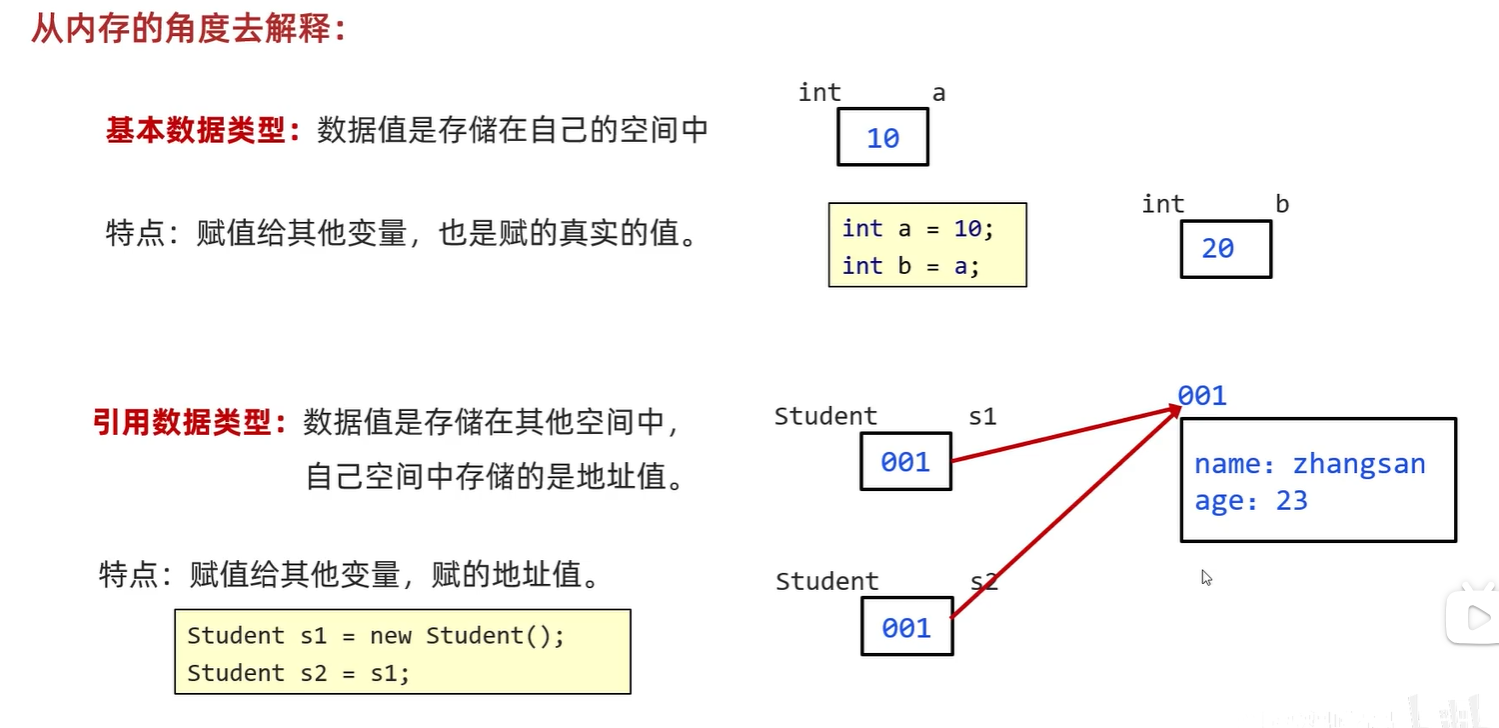 从内存的角度去解释：
int a
10
基本数据类型：数据值是存储在自己的空间中
int b
20
特点：赋值给其他变量，也是赋的真实的值。
int a = 10;
int b = a;
001
引用数据类型：数据值是存储在其他空间中，
自己空间中存储的是地址值。
Student s1
001
name: zhangsan
age: 23
特点：赋值给其他变量，赋的地址值。
Student s1 = new Student();
Student s2 = s1;
Student s2
001